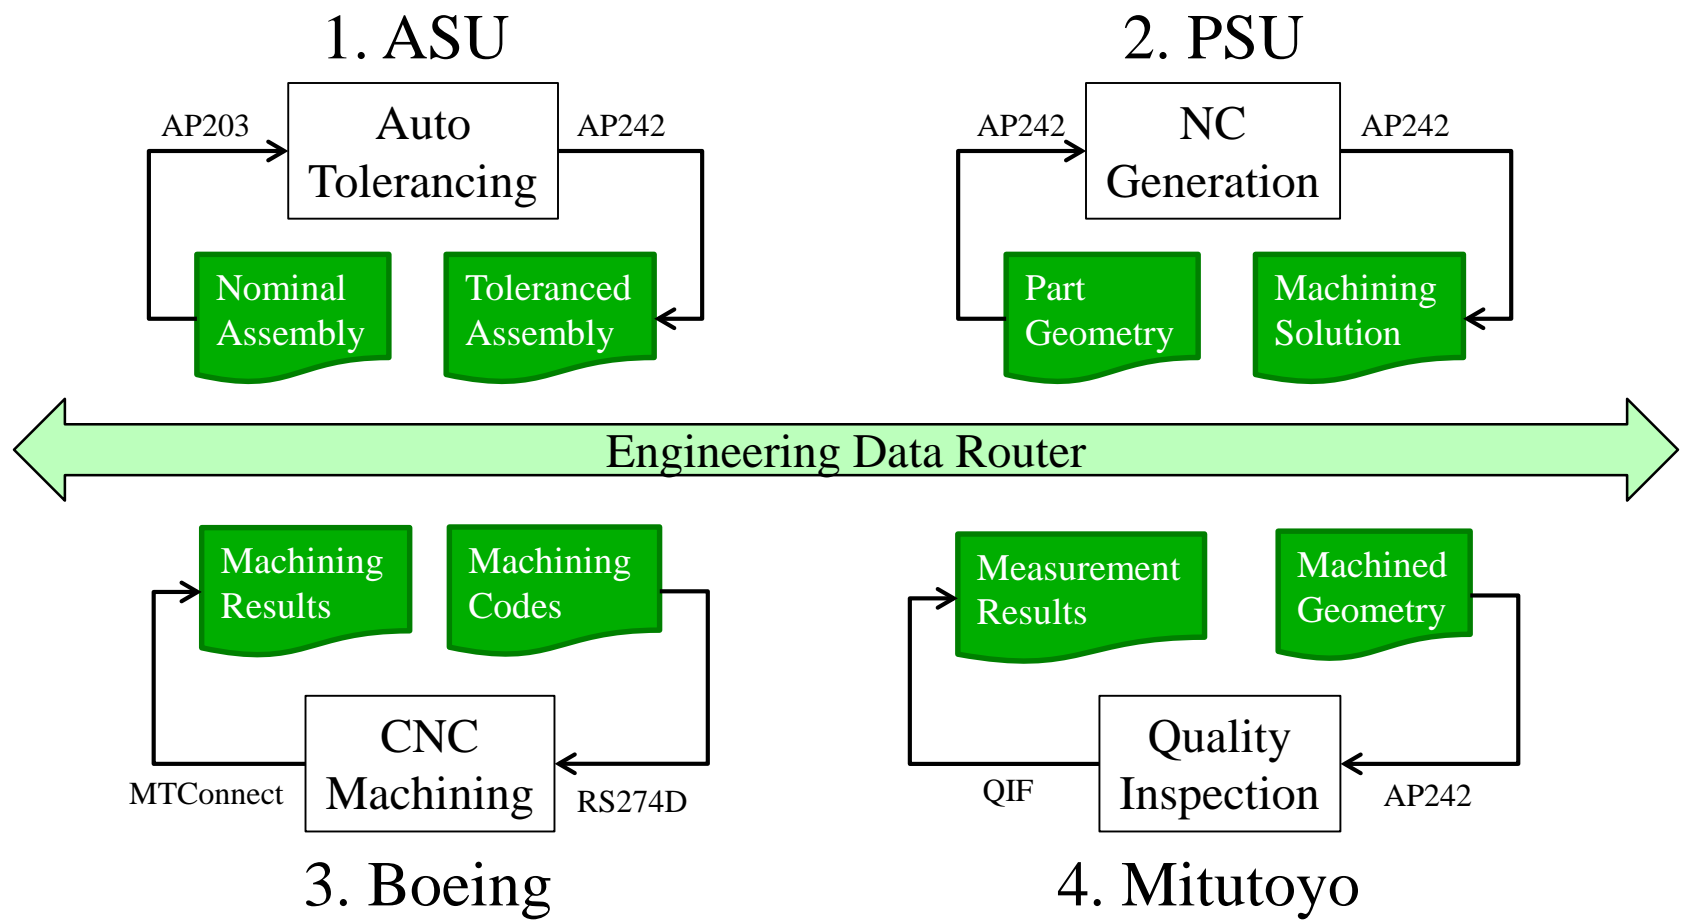 1. ASU
AP203
Auto
Tolerancing
AP242
Nominal
Assembly
Toleranced
Assembly
2. PSU
AP242
NC
Generation
AP242
Part
Geometry
Machining
Solution
Engineering Data Router
Machining
Results
Machining
Codes
MTConnect
CNC
Machining
RS274D
3. Boeing
Measurement
Results
Machined
Geometry
QIF
Quality
Inspection
AP242
4. Mitutoyo